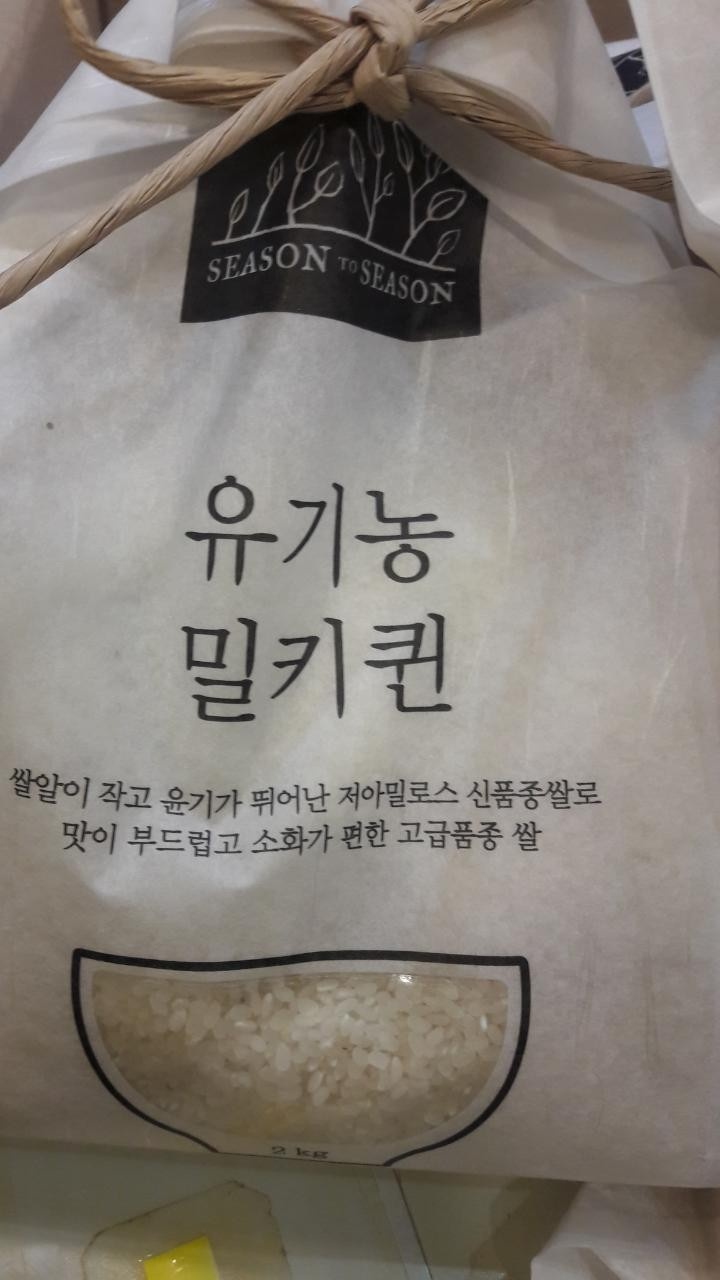 SEASON TO SEASON
유기농
밀키퀸
쌀알이 작고 윤기가 뛰어난 저아밀로스 신품종쌀로
맛이 부드럽고 소화가 편한 고급품종 쌀
2 kg